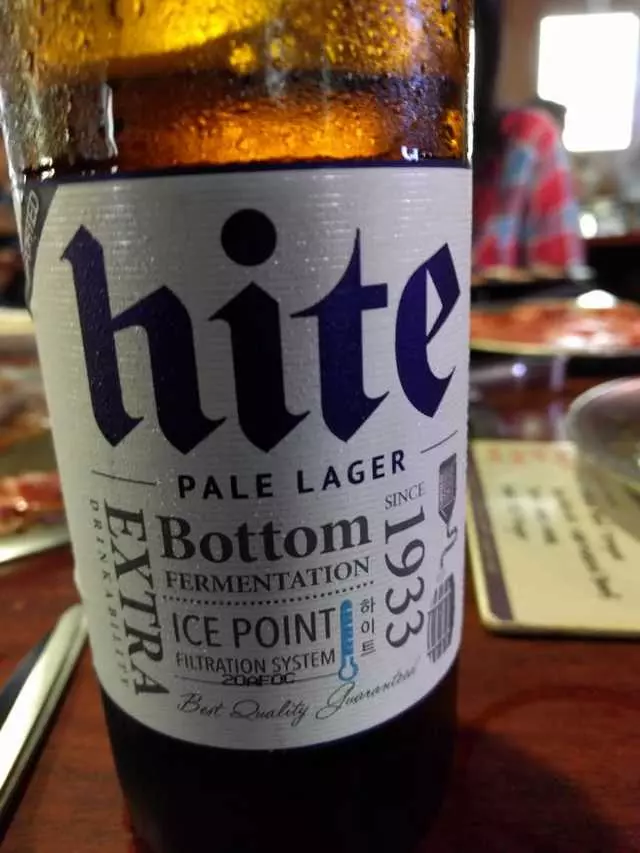 hite
PALE LAGER
EXTRA
DRINKABILITY
Bottom
FERMENTATION
ICE POINT
FILTRATION SYSTEM
20AFOC
하이트
SINCE
1933
Best Quality Guaranteed